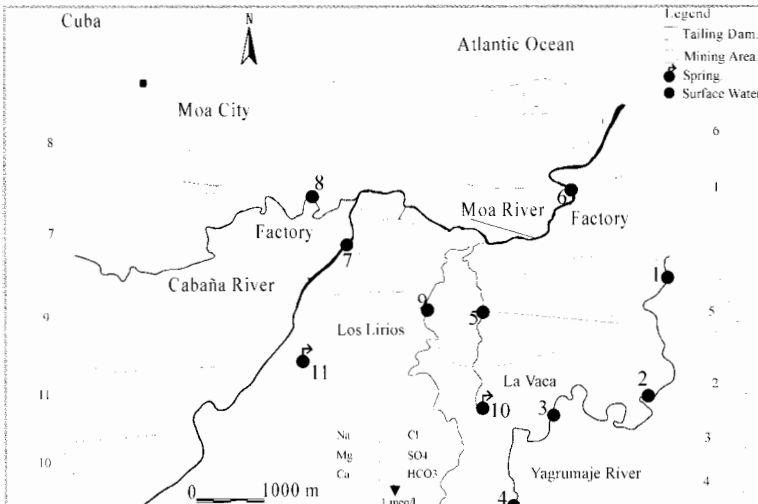 Cuba
N
Atlantic Ocean
Legend
Tailing Dam.
Mining Area.
Spring.
Surface Water
Moa City
8
6
8
6
1
Moa River
Factory
Factory
7
7
Cabaña River
1
9
5
9
5
Los Lirios
11
La Vaca
2
2
11
10
3
3
Na Cl
Mg SO4
Ca HCO3
10
Yagrumaje River
4
0 1000 m
1 meq/l
4